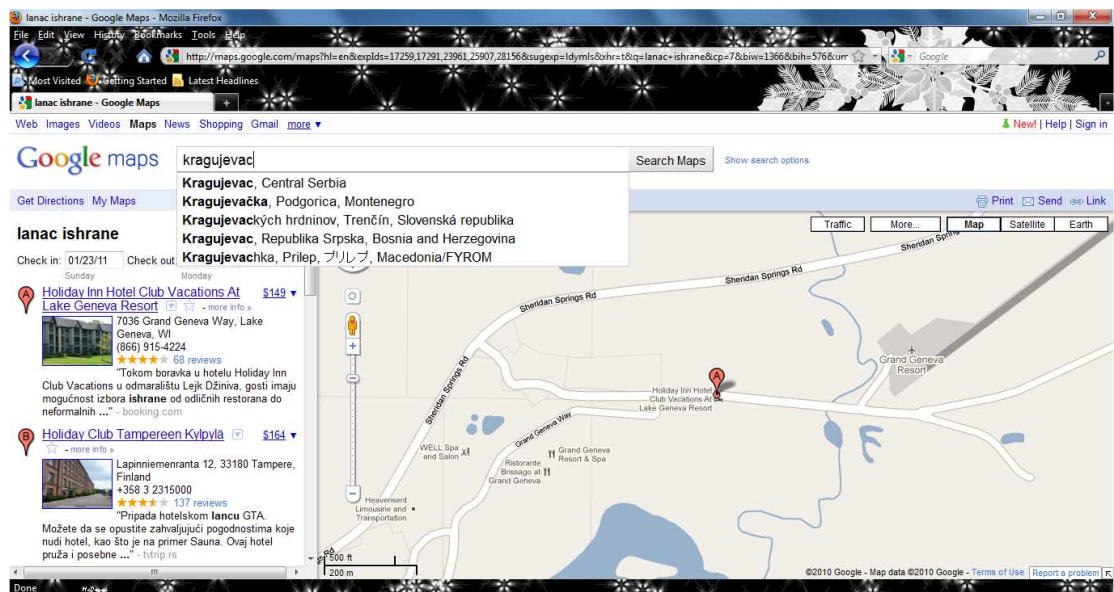 lanac ishrane - Google Maps - Mozilla Firefox
File Edit View History Bookmarks Tools Help
http://maps.google.com/maps?hl=en&expIds=17259,17291,23961,25907,28156&sugexp=ldymls&xhr=t&q=lanac+ishrane&cp=7&biw=1366&bih=576&um
Google
Most Visited Getting Started Latest Headlines
lanac ishrane - Google Maps
Web Images Videos Maps News Shopping Gmail more ▼
New! | Help | Sign in
Google maps
kragujevac
Search Maps
Show search options
Kragujevac, Central Serbia
Kragujevačka, Podgorica, Montenegro
Kragujevackých hrdninov, Trenčín, Slovenská republika
Kragujevac, Republika Srpska, Bosnia and Herzegovina
Kragujevachka, Prilep, プリレプ, Macedonia/FYROM
Get Directions My Maps
Print Send Link
lanac ishrane
Check in: 01/23/11 Check out:
Sunday Monday
A Holiday Inn Hotel Club Vacations At $149 ▼
Lake Geneva Resort - more info »
7036 Grand Geneva Way, Lake
Geneva, WI
(866) 915-4224
68 reviews
"Tokom boravka u hotelu Holiday Inn
Club Vacations u odmaralištu Lejk Dživiva, gosti imaju
mogućnost izbora ishrane od odličnih restorana do
neformalnih ..." - booking.com
B Holiday Club Tampereen Kylpylä $164 ▼
- more info »
Lapinniemenranta 12, 33180 Tampere,
Finland
+358 3 2315000
137 reviews
"Pripada hotelskom lancu GTA.
Možete da se opustite zahvaljujući pogodnostima koje
nudi hotel, kao što je na primer Sauna. Ovaj hotel
pruža i posebne ..." - tvtrip.rs
Traffic More... Map Satellite Earth
Sheridan Springs Rd
Sheridan Springs Rd
Sheridan Springs Rd
Sheridan Springs Rd
Grand Geneva
Resort
A
Holiday Inn Hotel
Club Vacations At
Lake Geneva Resort
Grand Geneva Way
WELL Spa
and Salon
Grand Geneva
Resort & Spa
Ristorante
Brissago at
Grand Geneva
Heavensent
Limousine and
Transportation
500 ft
200 m
©2010 Google - Map data ©2010 Google - Terms of Use Report a problem
Done